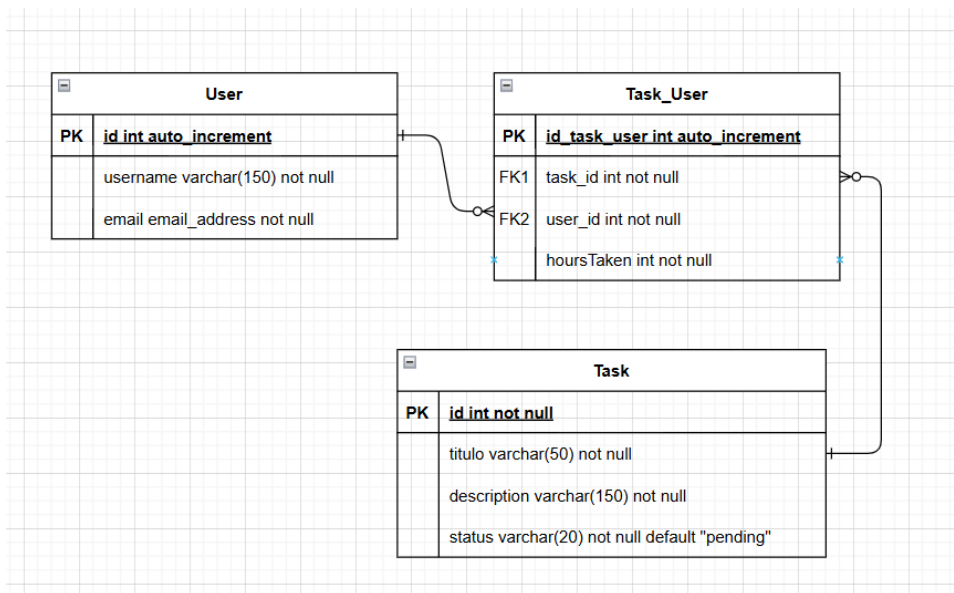 User
PK id int auto_increment
username varchar(150) not null
email email_address not null
Task_User
PK id_task_user int auto_increment
FK1 task_id int not null
FK2 user_id int not null
hoursTaken int not null
Task
PK id int not null
titulo varchar(50) not null
description varchar(150) not null
status varchar(20) not null default "pending"